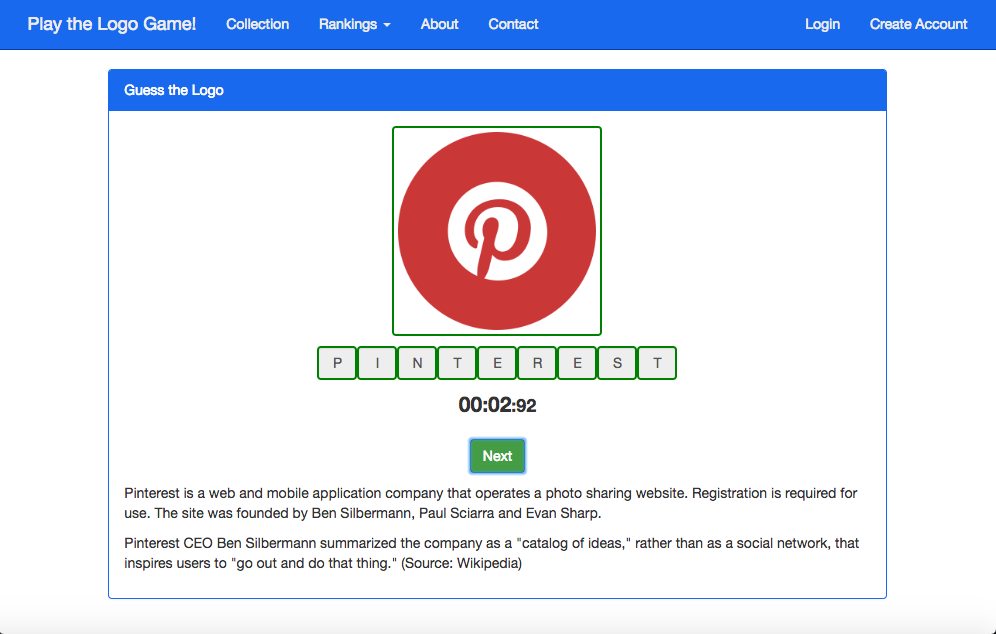 Play the Logo Game! Collection Rankings About Contact Login Create Account
Guess the Logo
P I N T E R E S T
00:02:92
Next
Pinterest is a web and mobile application company that operates a photo sharing website. Registration is required for
use. The site was founded by Ben Silbermann, Paul Sciarra and Evan Sharp.
Pinterest CEO Ben Silbermann summarized the company as a "catalog of ideas," rather than as a social network, that
inspires users to "go out and do that thing." (Source: Wikipedia)